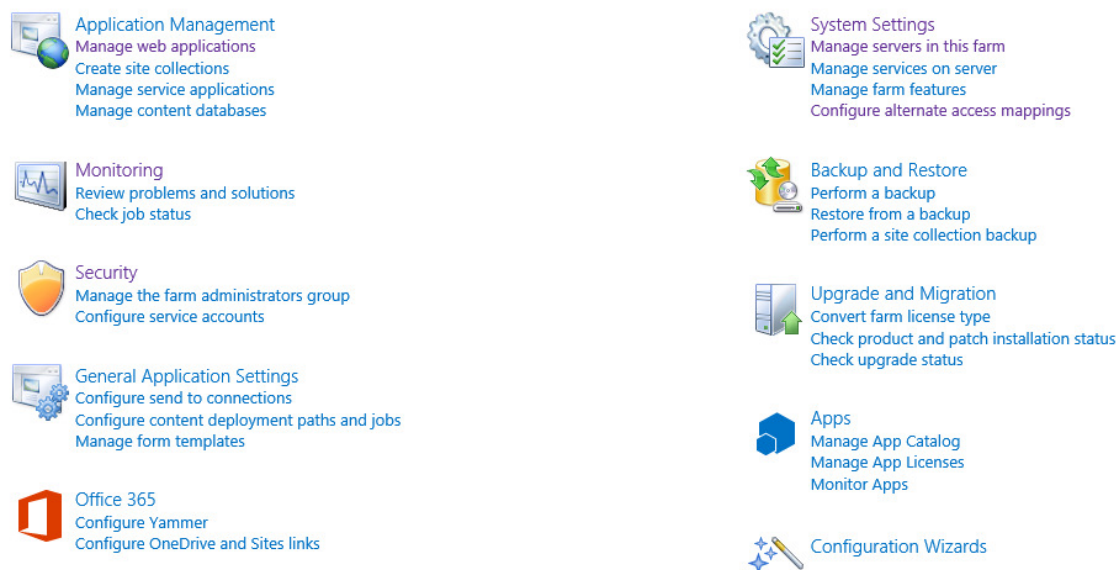 Application Management
Manage web applications
Create site collections
Manage service applications
Manage content databases
Monitoring
Review problems and solutions
Check job status
Security
Manage the farm administrators group
Configure service accounts
General Application Settings
Configure send to connections
Configure content deployment paths and jobs
Manage form templates
Office 365
Configure Yammer
Configure OneDrive and Sites links
System Settings
Manage servers in this farm
Manage services on server
Manage farm features
Configure alternate access mappings
Backup and Restore
Perform a backup
Restore from a backup
Perform a site collection backup
Upgrade and Migration
Convert farm license type
Check product and patch installation status
Check upgrade status
Apps
Manage App Catalog
Manage App Licenses
Monitor Apps
Configuration Wizards